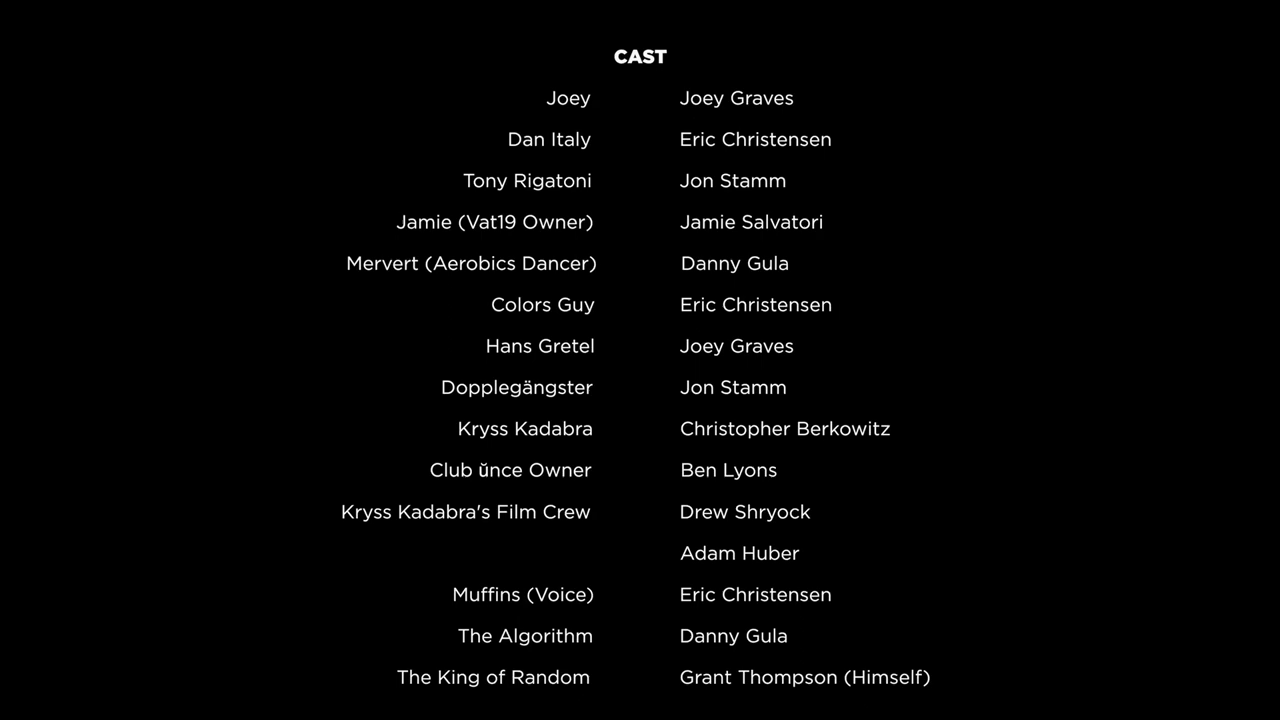 CAST
Joey Joey Graves
Dan Italy Eric Christensen
Tony Rigatoni Jon Stamm
Jamie (Vat19 Owner) Jamie Salvatori
Mervert (Aerobics Dancer) Danny Gula
Colors Guy Eric Christensen
Hans Gretel Joey Graves
Dopplegängster Jon Stamm
Kryss Kadabra Christopher Berkowitz
Club ŭnce Owner Ben Lyons
Kryss Kadabra's Film Crew Drew Shryock
Adam Huber
Muffins (Voice) Eric Christensen
The Algorithm Danny Gula
The King of Random Grant Thompson (Himself)